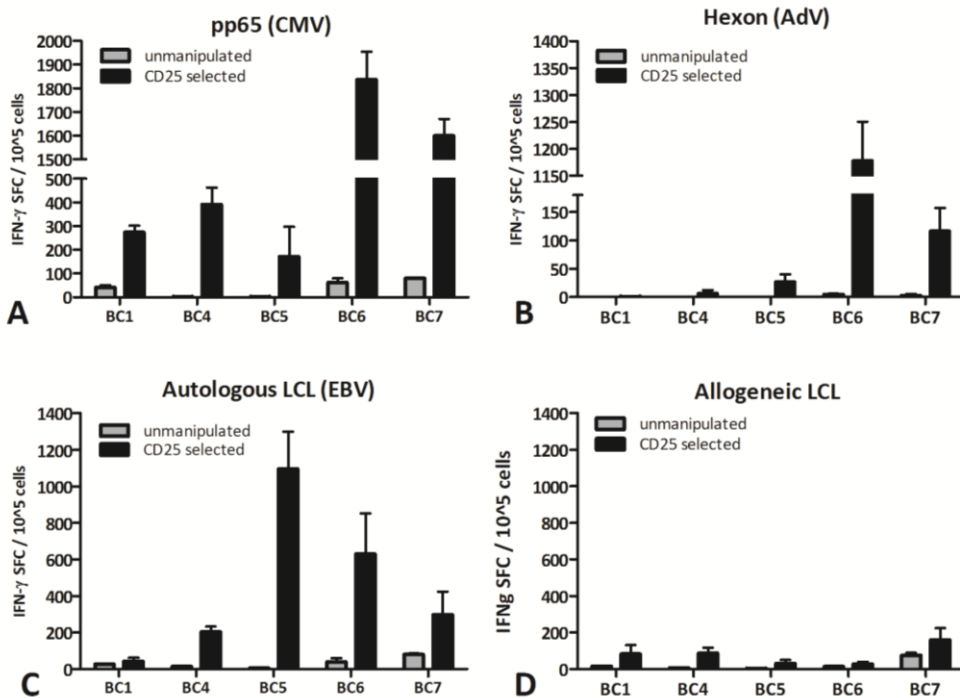 pp65 (CMV)
unmanipulated
CD25 selected
IFN-γ SFC / 10^5 cells
2000
1900
1800
1700
1600
1500
500
400
300
200
100
0
BC1 BC4 BC5 BC6 BC7
A
Hexon (AdV)
unmanipulated
CD25 selected
IFN-γ SFC / 10^5 cells
1400
1350
1300
1250
1200
1150
150
100
50
0
BC1 BC4 BC5 BC6 BC7
B
Autologous LCL (EBV)
unmanipulated
CD25 selected
IFN-γ SFC / 10^5 cells
1400
1200
1000
800
600
400
200
0
BC1 BC4 BC5 BC6 BC7
C
Allogeneic LCL
unmanipulated
CD25 selected
IFNg SFC / 10^5 cells
1400
1200
1000
800
600
400
200
0
BC1 BC4 BC5 BC6 BC7
D